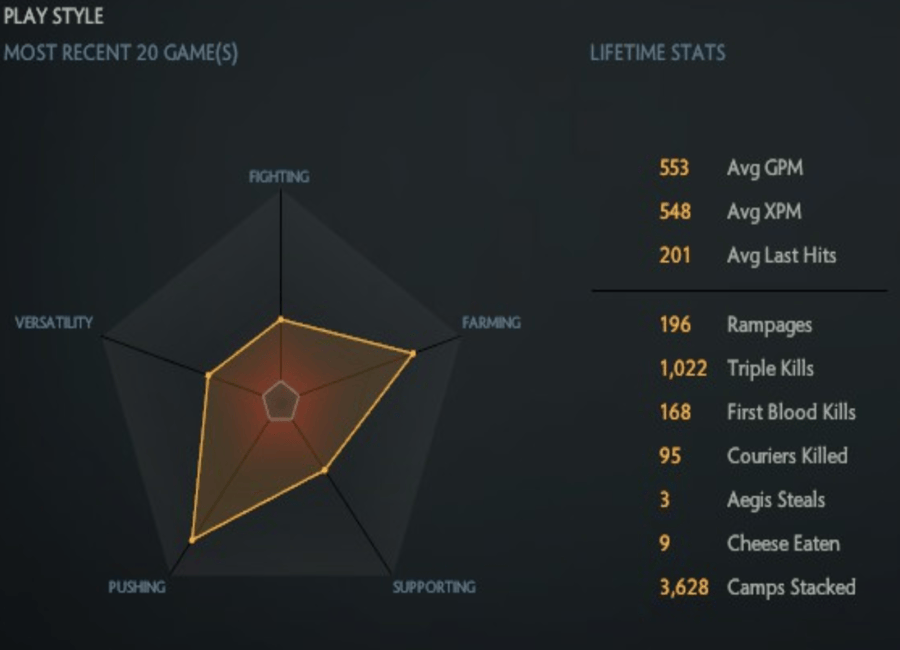 PLAY STYLE
MOST RECENT 20 GAME(S)
LIFETIME STATS
FIGHTING
VERSATILITY
FARMING
PUSHING
SUPPORTING
553 Avg GPM
548 Avg XPM
201 Avg Last Hits
196 Rampages
1,022 Triple Kills
168 First Blood Kills
95 Couriers Killed
3 Aegis Steals
9 Cheese Eaten
3,628 Camps Stacked